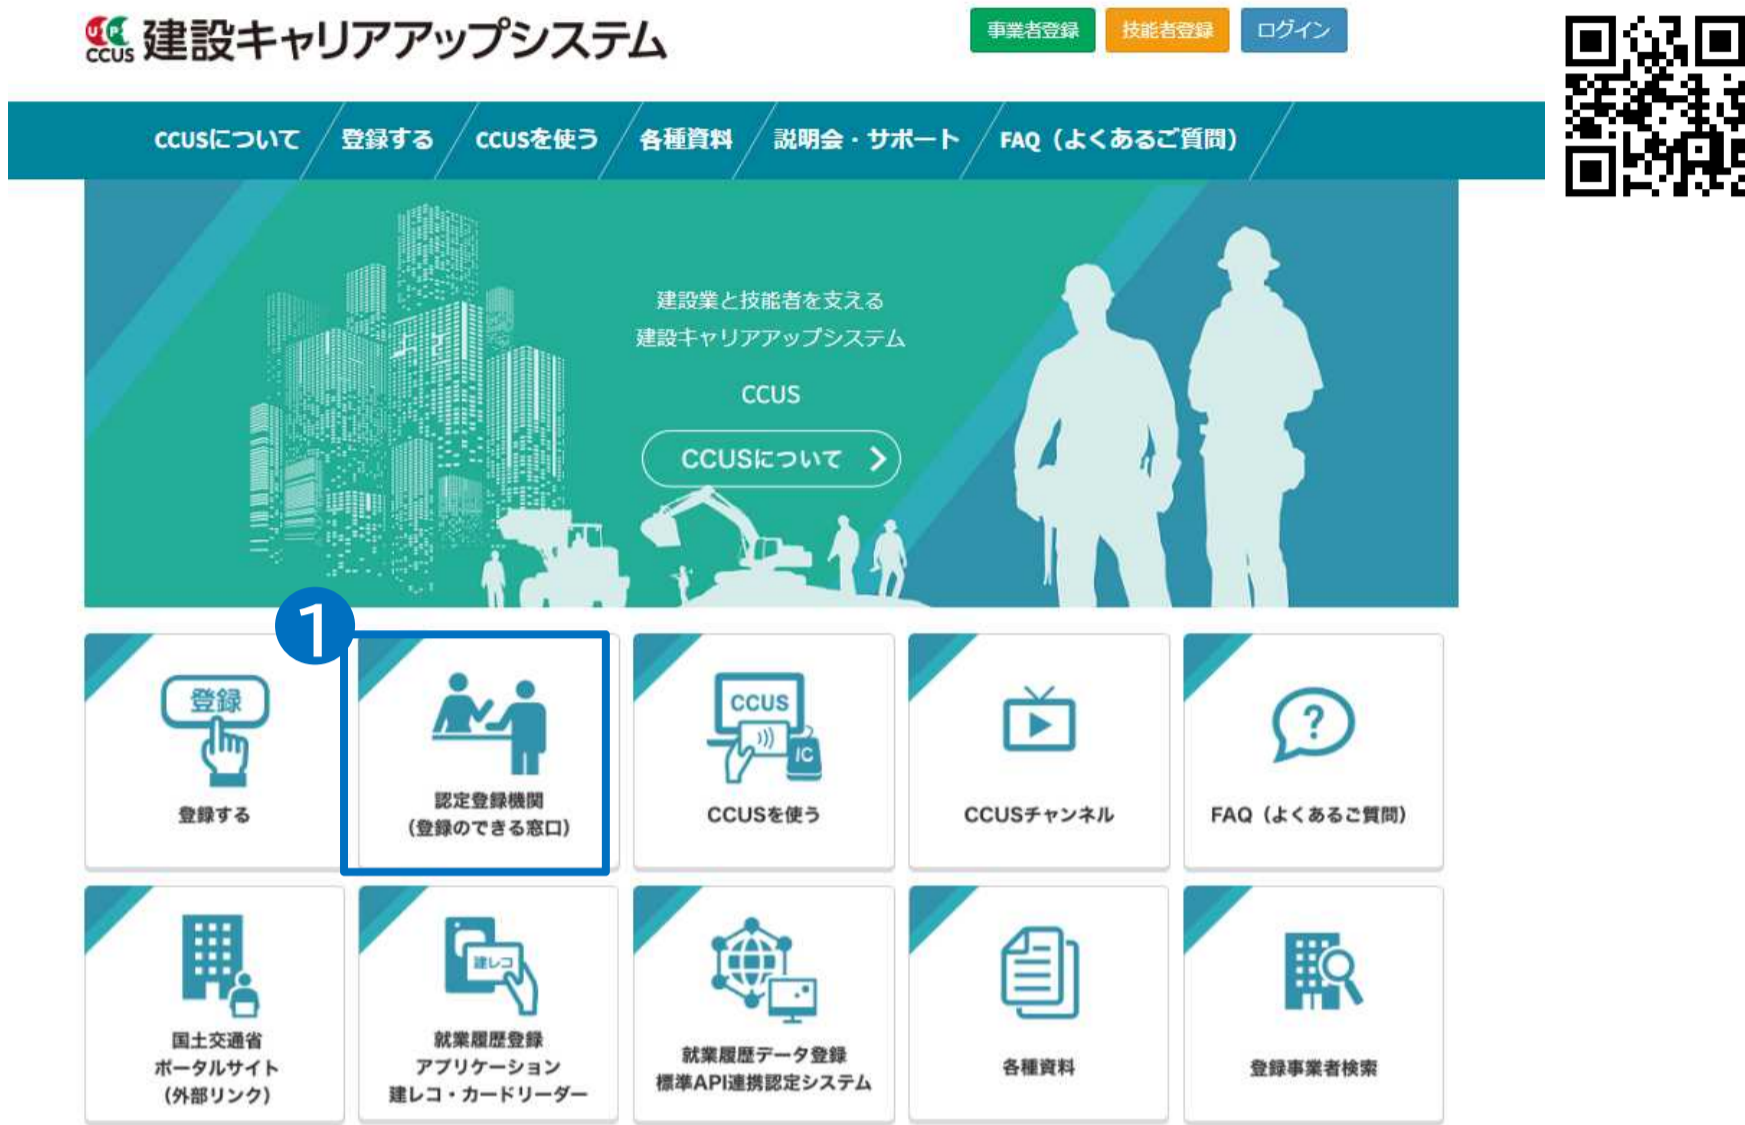 CCUS 建設キャリアアップシステム
事業者登録 技能者登録 ログイン
CCUSについて 登録する CCUSを使う 各種資料 説明会・サポート FAQ（よくあるご質問）
建設業と技能者を支える
建設キャリアアップシステム
CCUS
CCUSについて
1
登録
登録する
認定登録機関
（登録のできる窓口）
CCUS
IC
CCUSを使う
CCUSチャンネル
?
FAQ（よくあるご質問）
国土交通省
ポータルサイト
（外部リンク）
建レコ
就業履歴登録
アプリケーション
建レコ・カードリーダー
就業履歴データ登録
標準API連携認定システム
各種資料
登録事業者検索